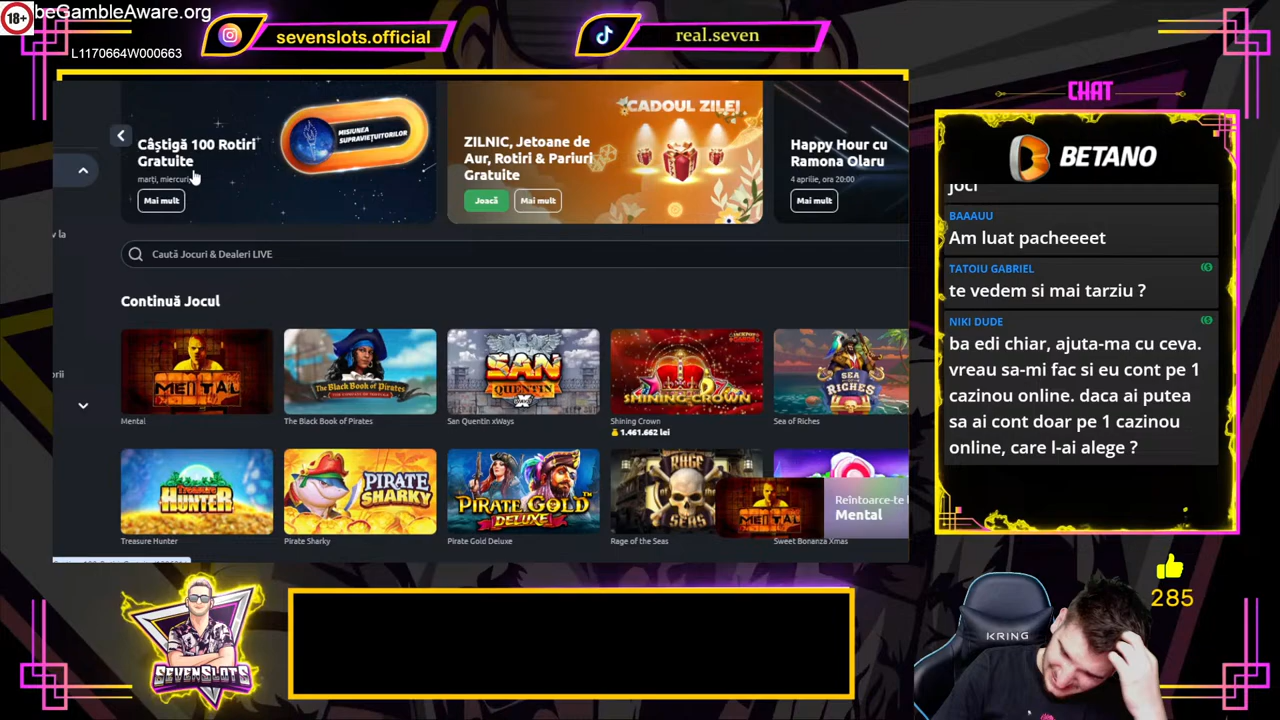 18+
beGambleAware.org
L1170664W000663
sevenslots.official
real.seven
Câștigă 100 Rotiri
Gratuite
marți, miercuri
Mai mult
MISIUNEA
SUPRAVIEȚUITORILOR
ZILNIC, Jetoane de
Aur, Rotiri & Pariuri
Gratuite
Joacă
Mai mult
CADOUL ZILEI
Happy Hour cu
Ramona Olaru
4 aprilie, ora 20:00
Mai mult
Caută Jocuri & Dealeri LIVE
Continuă Jocul
MENTAL
The Black Book of Pirates
SAN
QUENTIN
JACKPOT
SHINING CROWN
SEA
OF
RICHES
Mental
The Black Book of Pirates
San Quentin xWays
Shining Crown
1.461.662 lei
Sea of Riches
Treasure
HUNTER
PIRATE
SHARKY
PIRATE GOLD
DELUXE
RAGE
SEAS
MENTAL
Reîntoarce-te
Mental
Treasure Hunter
Pirate Sharky
Pirate Gold Deluxe
Rage of the Seas
Sweet Bonanza Xmas
CHAT
BETANO
joci
BAAAUU
Am luat pacheeeet
TATOIU GABRIEL
te vedem si mai tarziu ?
NIKI DUDE
ba edi chiar, ajuta-ma cu ceva.
vreau sa-mi fac si eu cont pe 1
cazinou online. daca ai putea
sa ai cont doar pe 1 cazinou
online, care l-ai alege ?
285
SEVENSLOTS
KRING